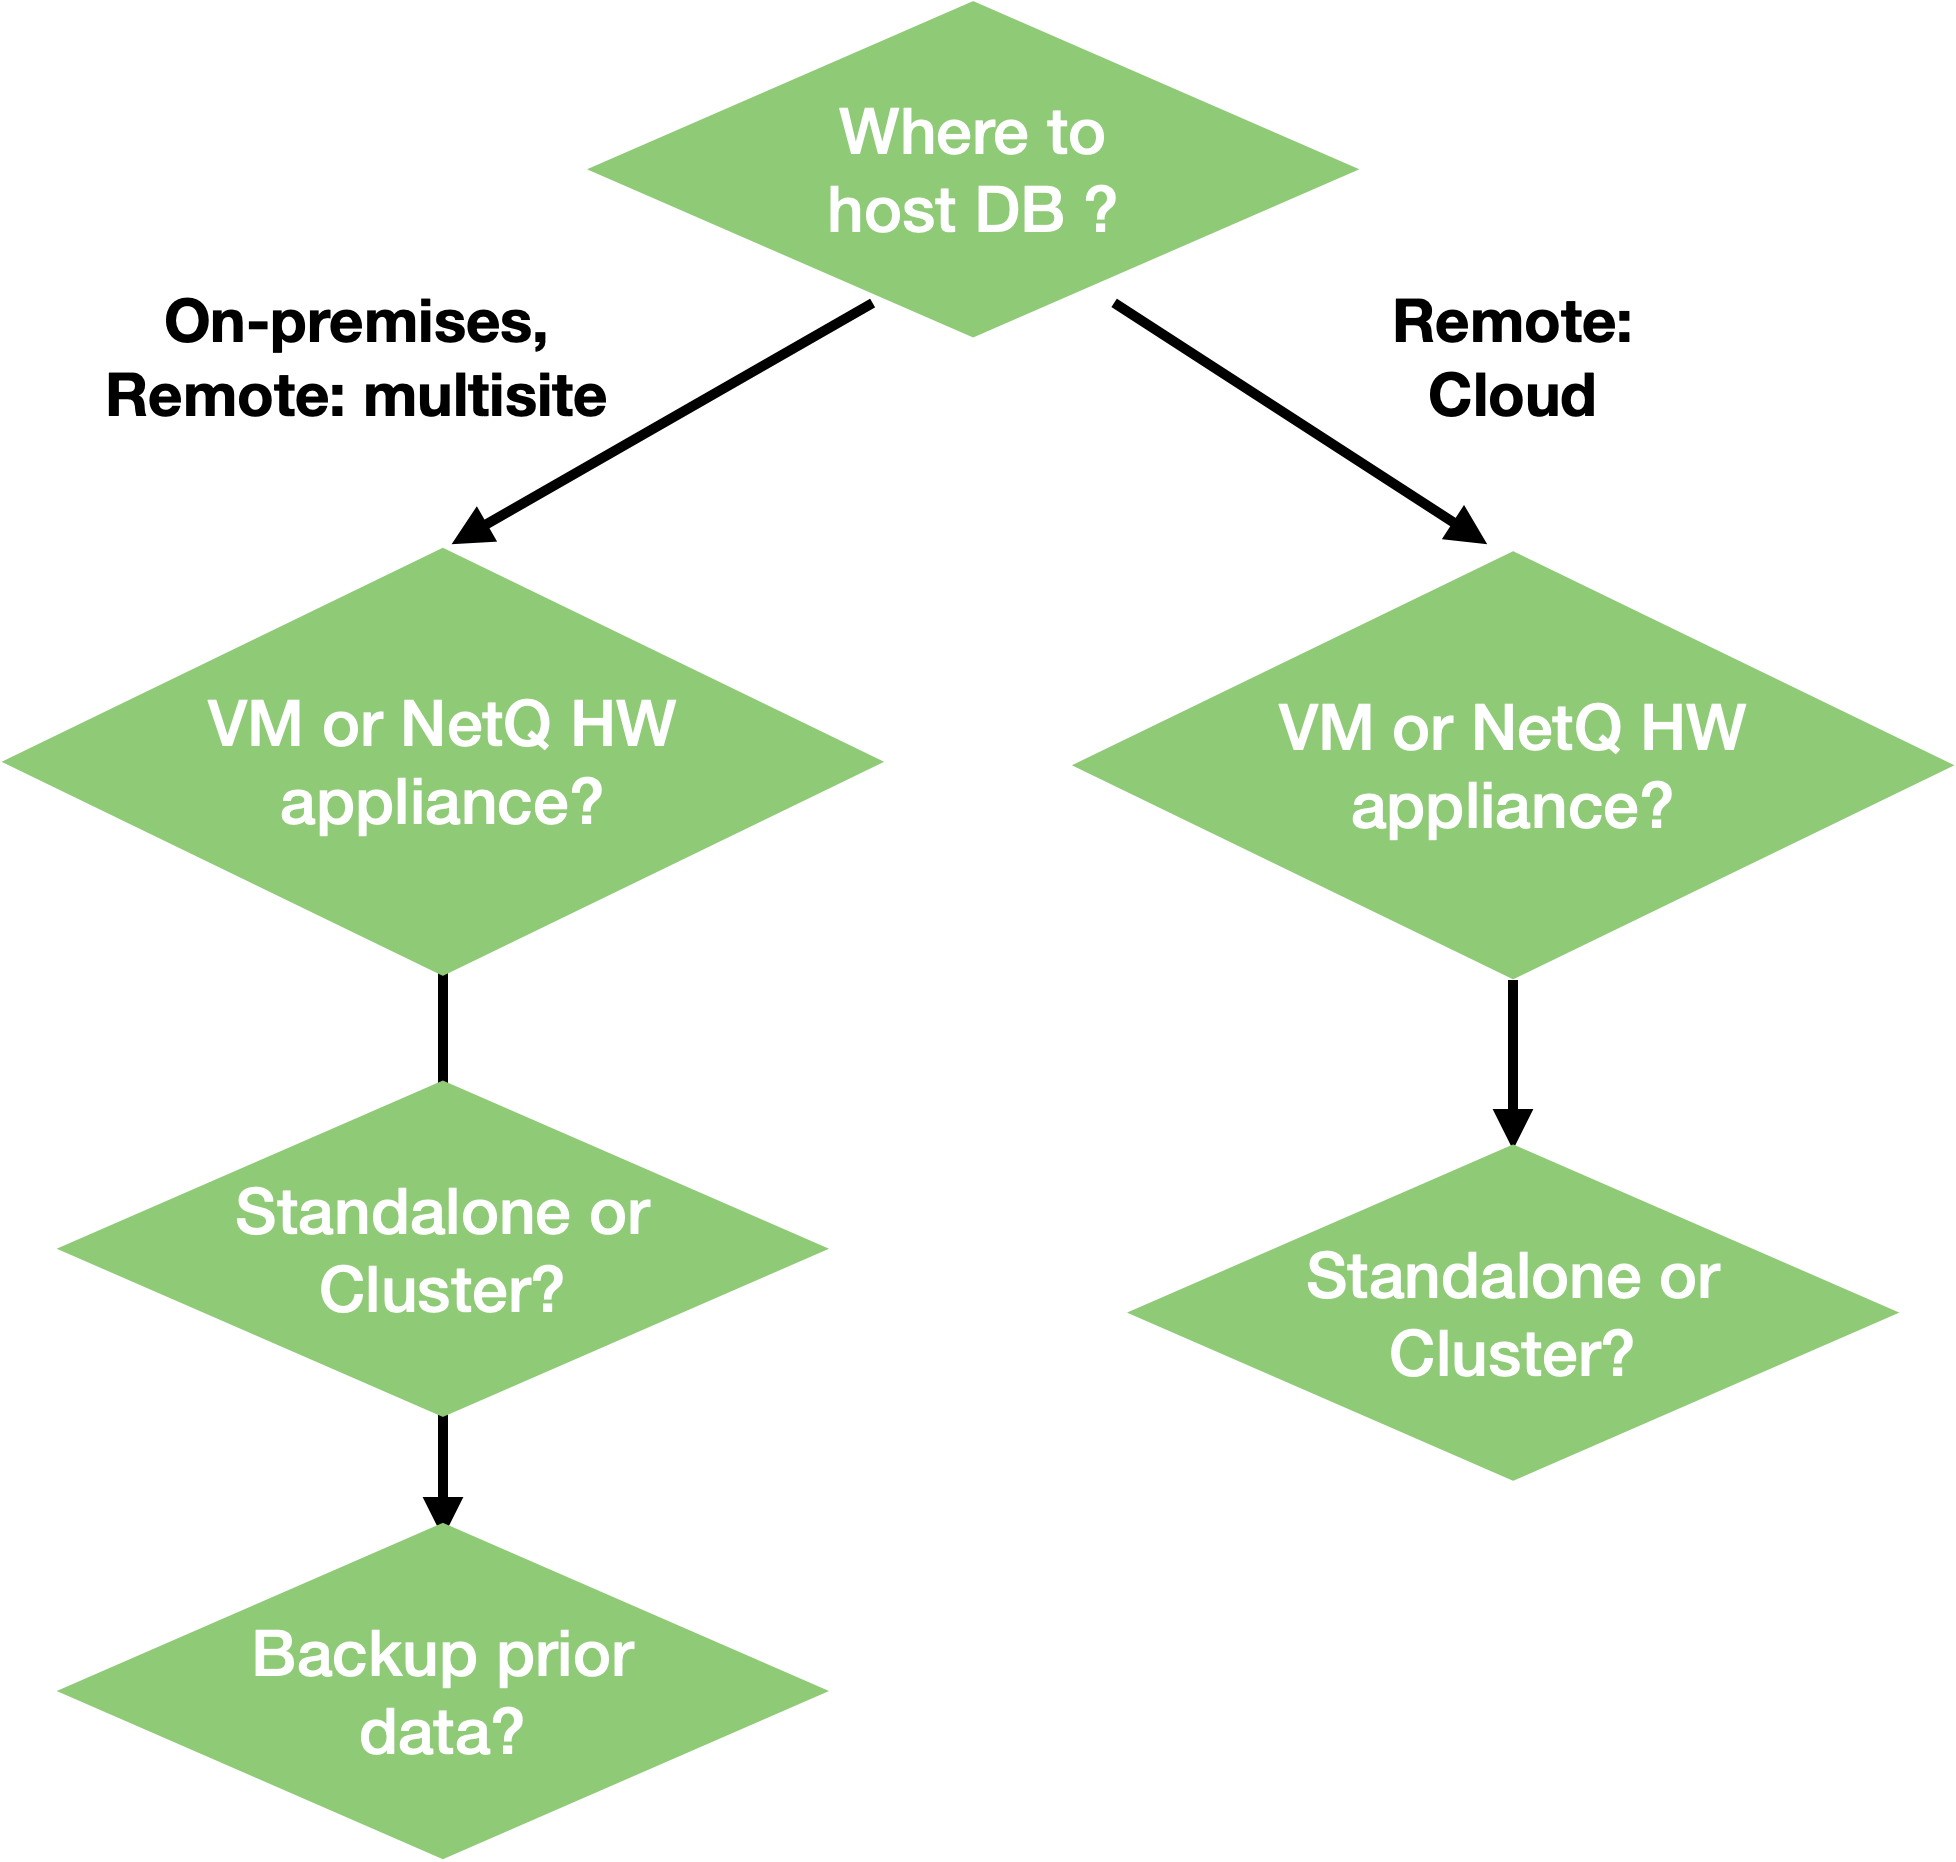 Where to
host DB ?
On-premises,
Remote: multisite
Remote:
Cloud
VM or NetQ HW
appliance?
VM or NetQ HW
appliance?
Standalone or
Cluster?
Standalone or
Cluster?
Backup prior
data?